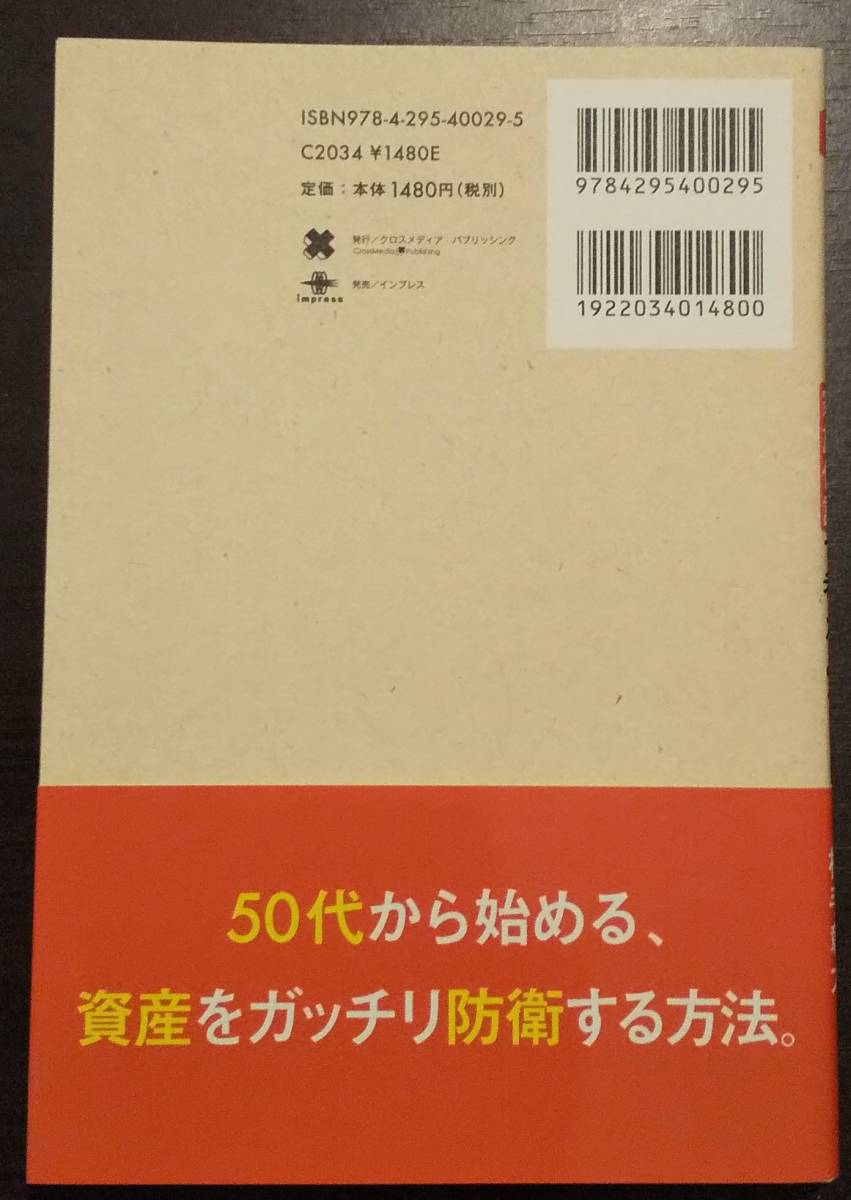 ISBN978-4-295-40029-5
C2034 ¥1480E
定価：本体1480円（税別）
発行／クロスメディア・パブリッシング
CrossMedia Publishing
impress
発売／インプレス
9784295400295
1922034014800
50代から始める、
資産をガッチリ防衛する方法。